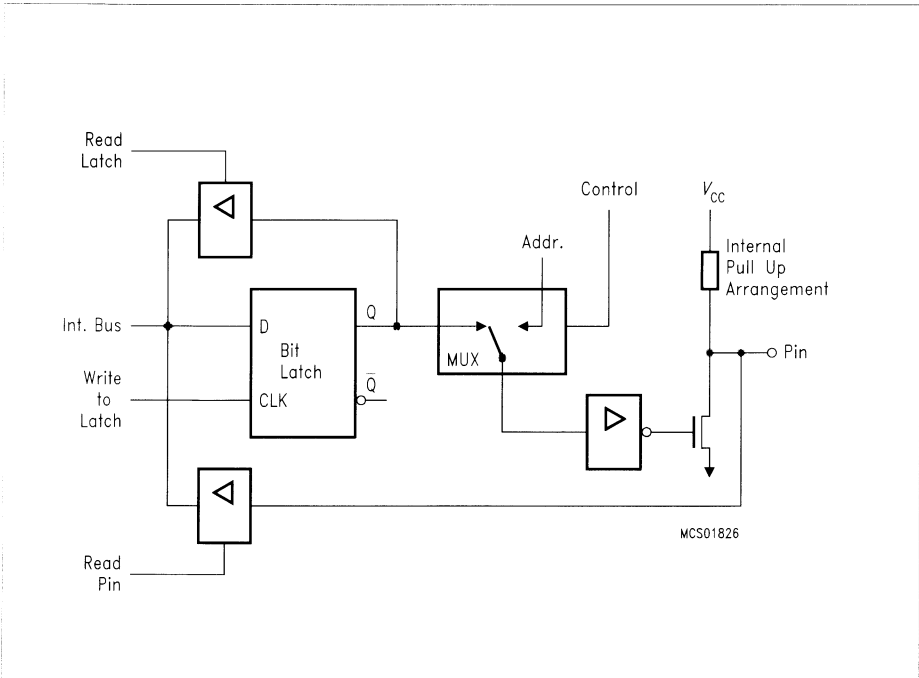 Read
Latch
Control
V CC
Addr.
Internal
Pull Up
Arrangement
Int. Bus
D
Q
Bit
Latch
MUX
Pin
Write
to
Latch
CLK
Q̅
MCS01826
Read
Pin